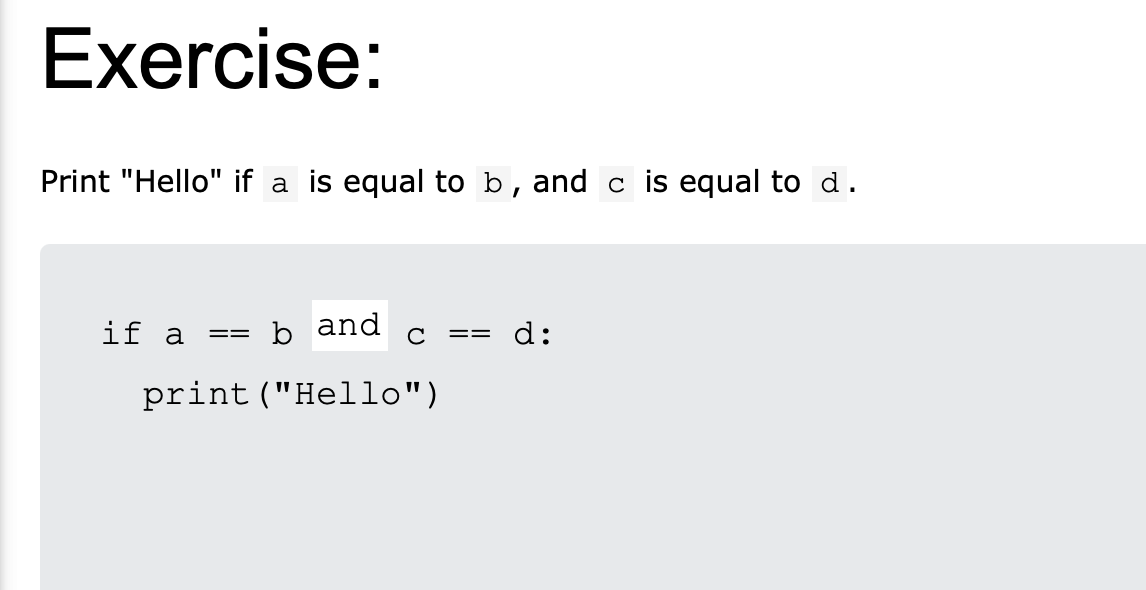 Exercise:
Print "Hello" if a is equal to b, and c is equal to d.
if a == b and c == d:
print("Hello")